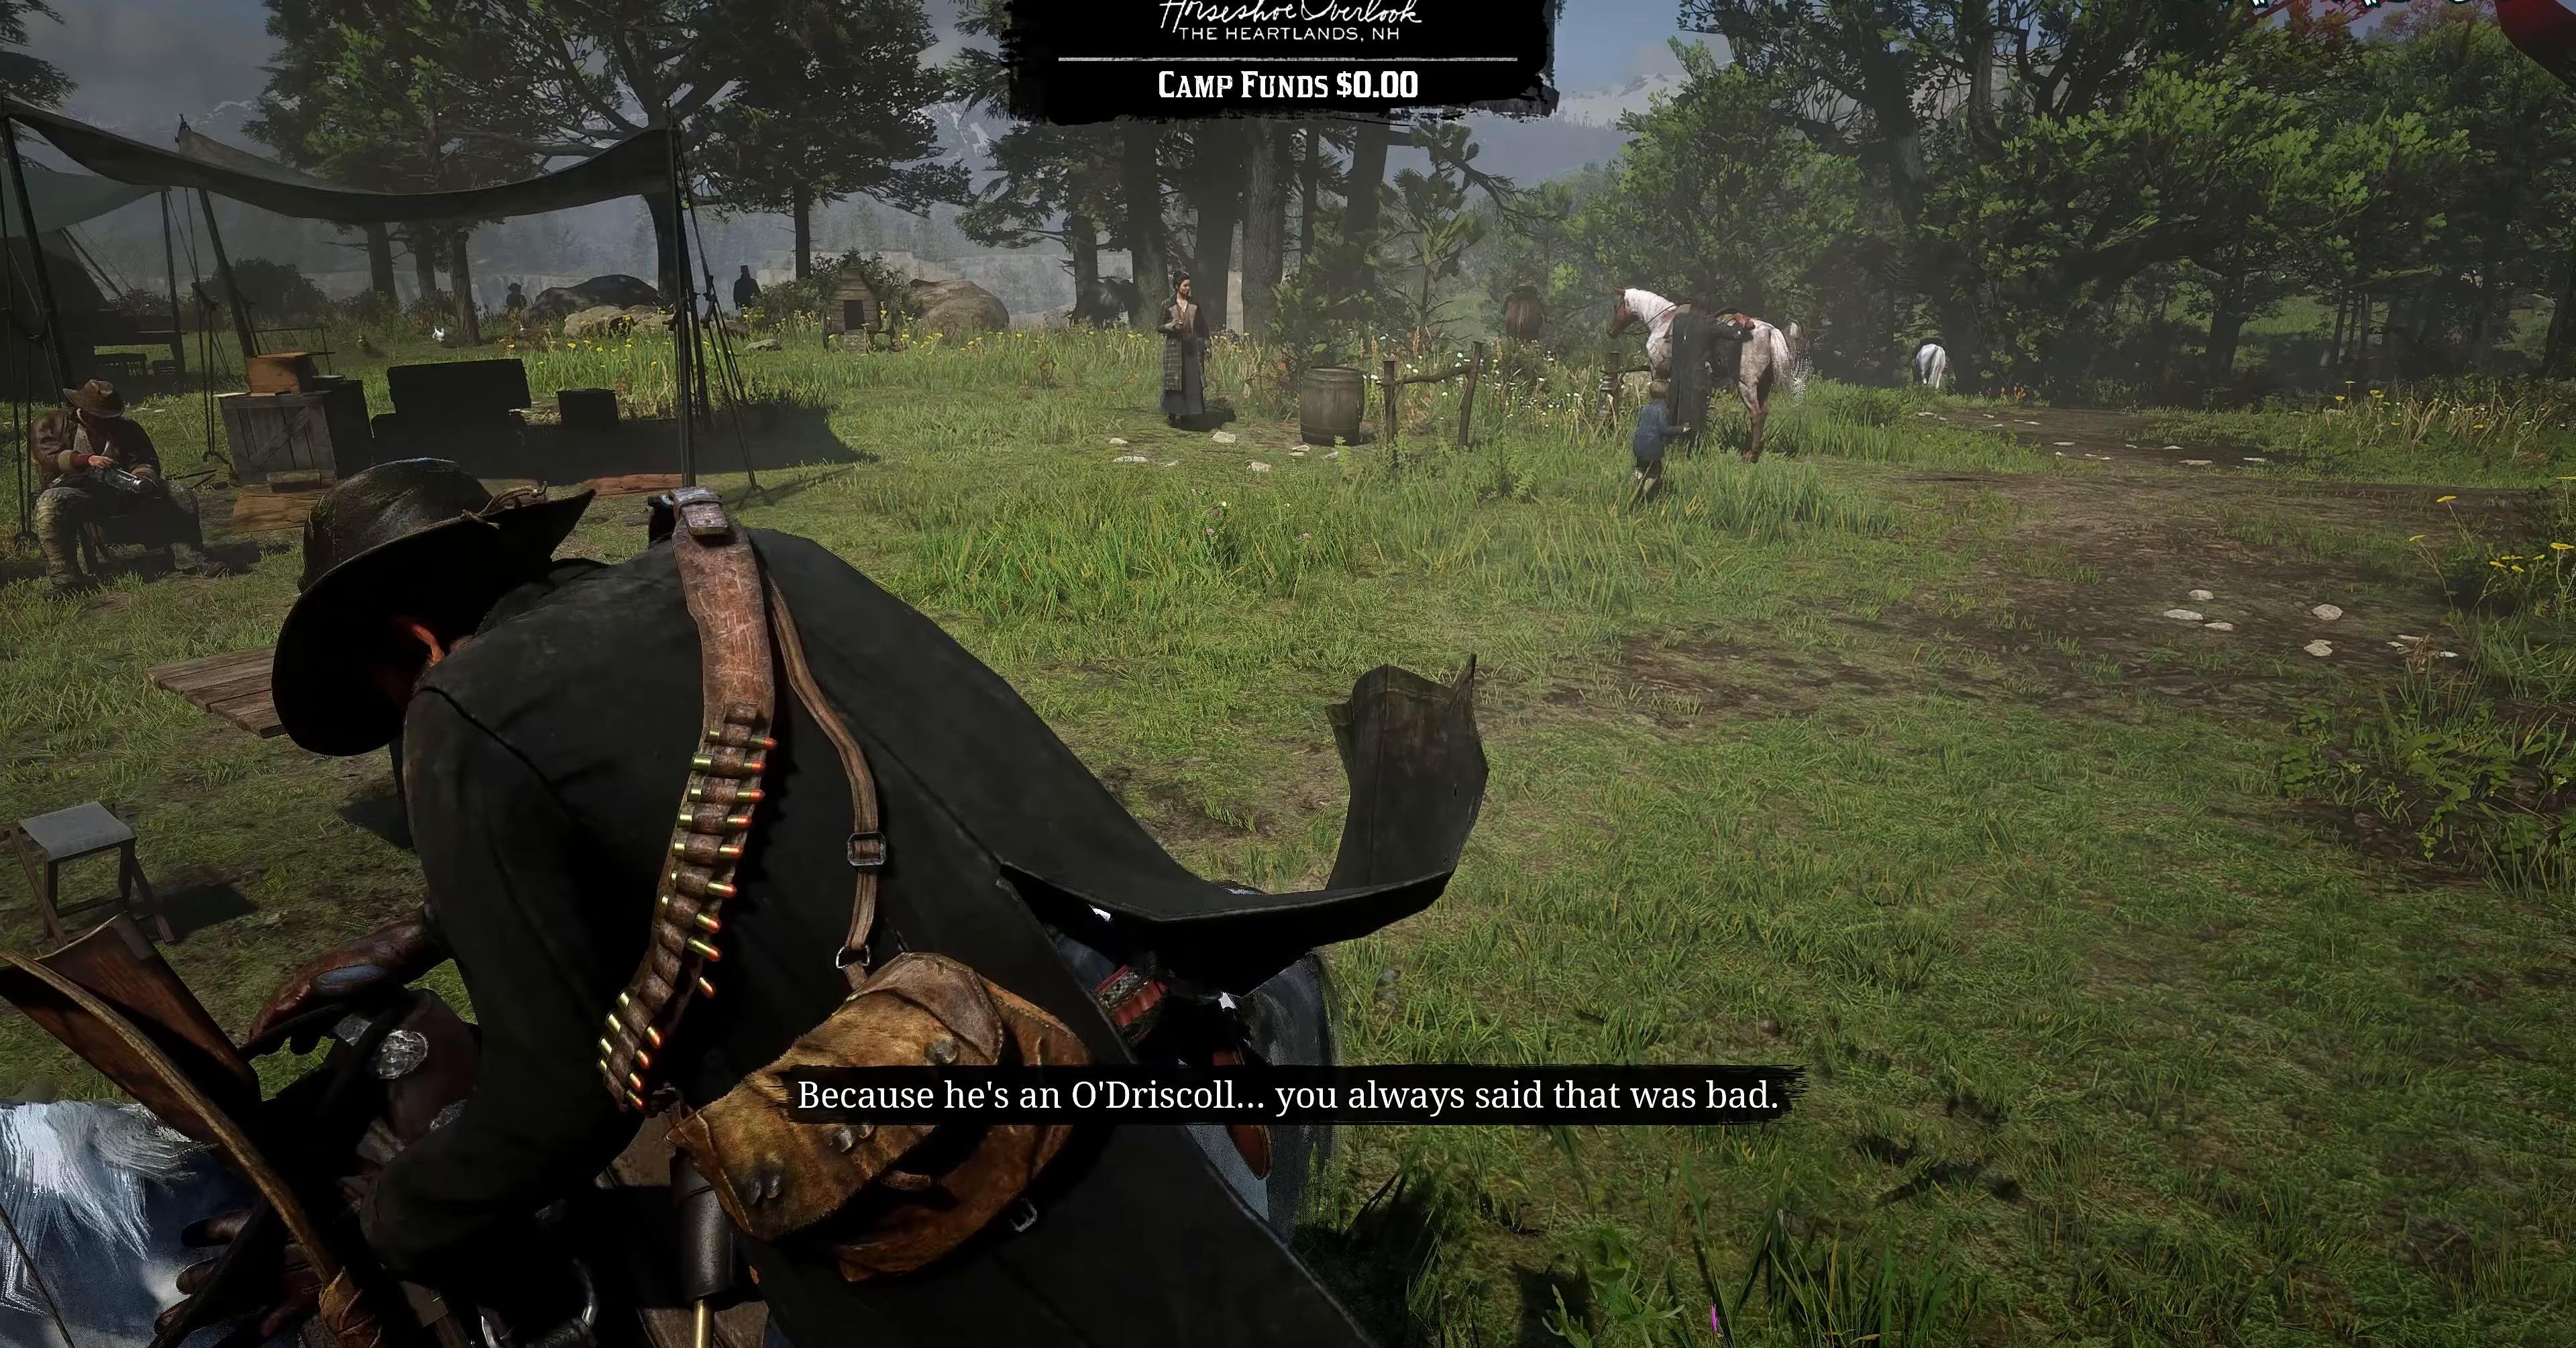 Horseshoe Overlook
THE HEARTLANDS, NH
CAMP FUNDS $0.00
Because he's an O'Driscoll... you always said that was bad.